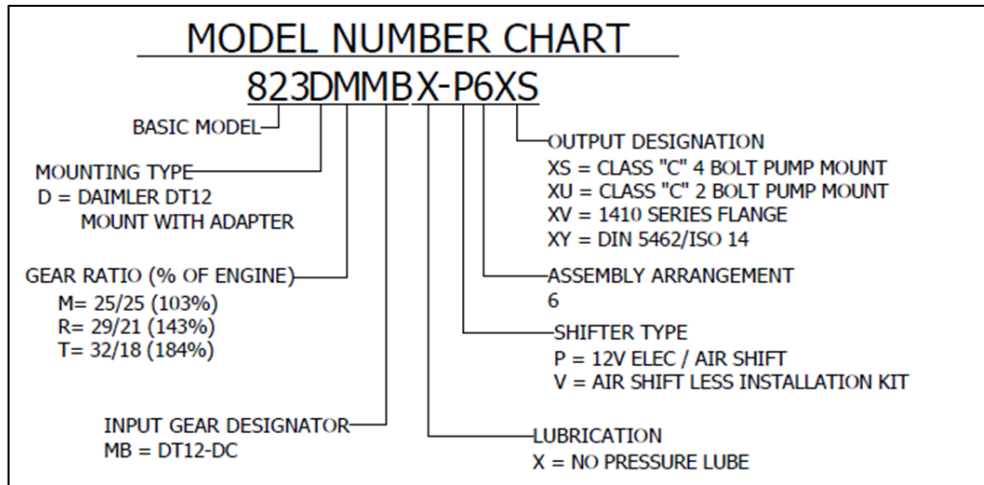 MODEL NUMBER CHART
823DMMBX-P6XS
BASIC MODEL
MOUNTING TYPE
D = DAIMLER DT12
MOUNT WITH ADAPTER
GEAR RATIO (% OF ENGINE)
M= 25/25 (103%)
R= 29/21 (143%)
T= 32/18 (184%)
INPUT GEAR DESIGNATOR
MB = DT12-DC
OUTPUT DESIGNATION
XS = CLASS "C" 4 BOLT PUMP MOUNT
XU = CLASS "C" 2 BOLT PUMP MOUNT
XV = 1410 SERIES FLANGE
XY = DIN 5462/ISO 14
ASSEMBLY ARRANGEMENT
6
SHIFTER TYPE
P = 12V ELEC / AIR SHIFT
V = AIR SHIFT LESS INSTALLATION KIT
LUBRICATION
X = NO PRESSURE LUBE